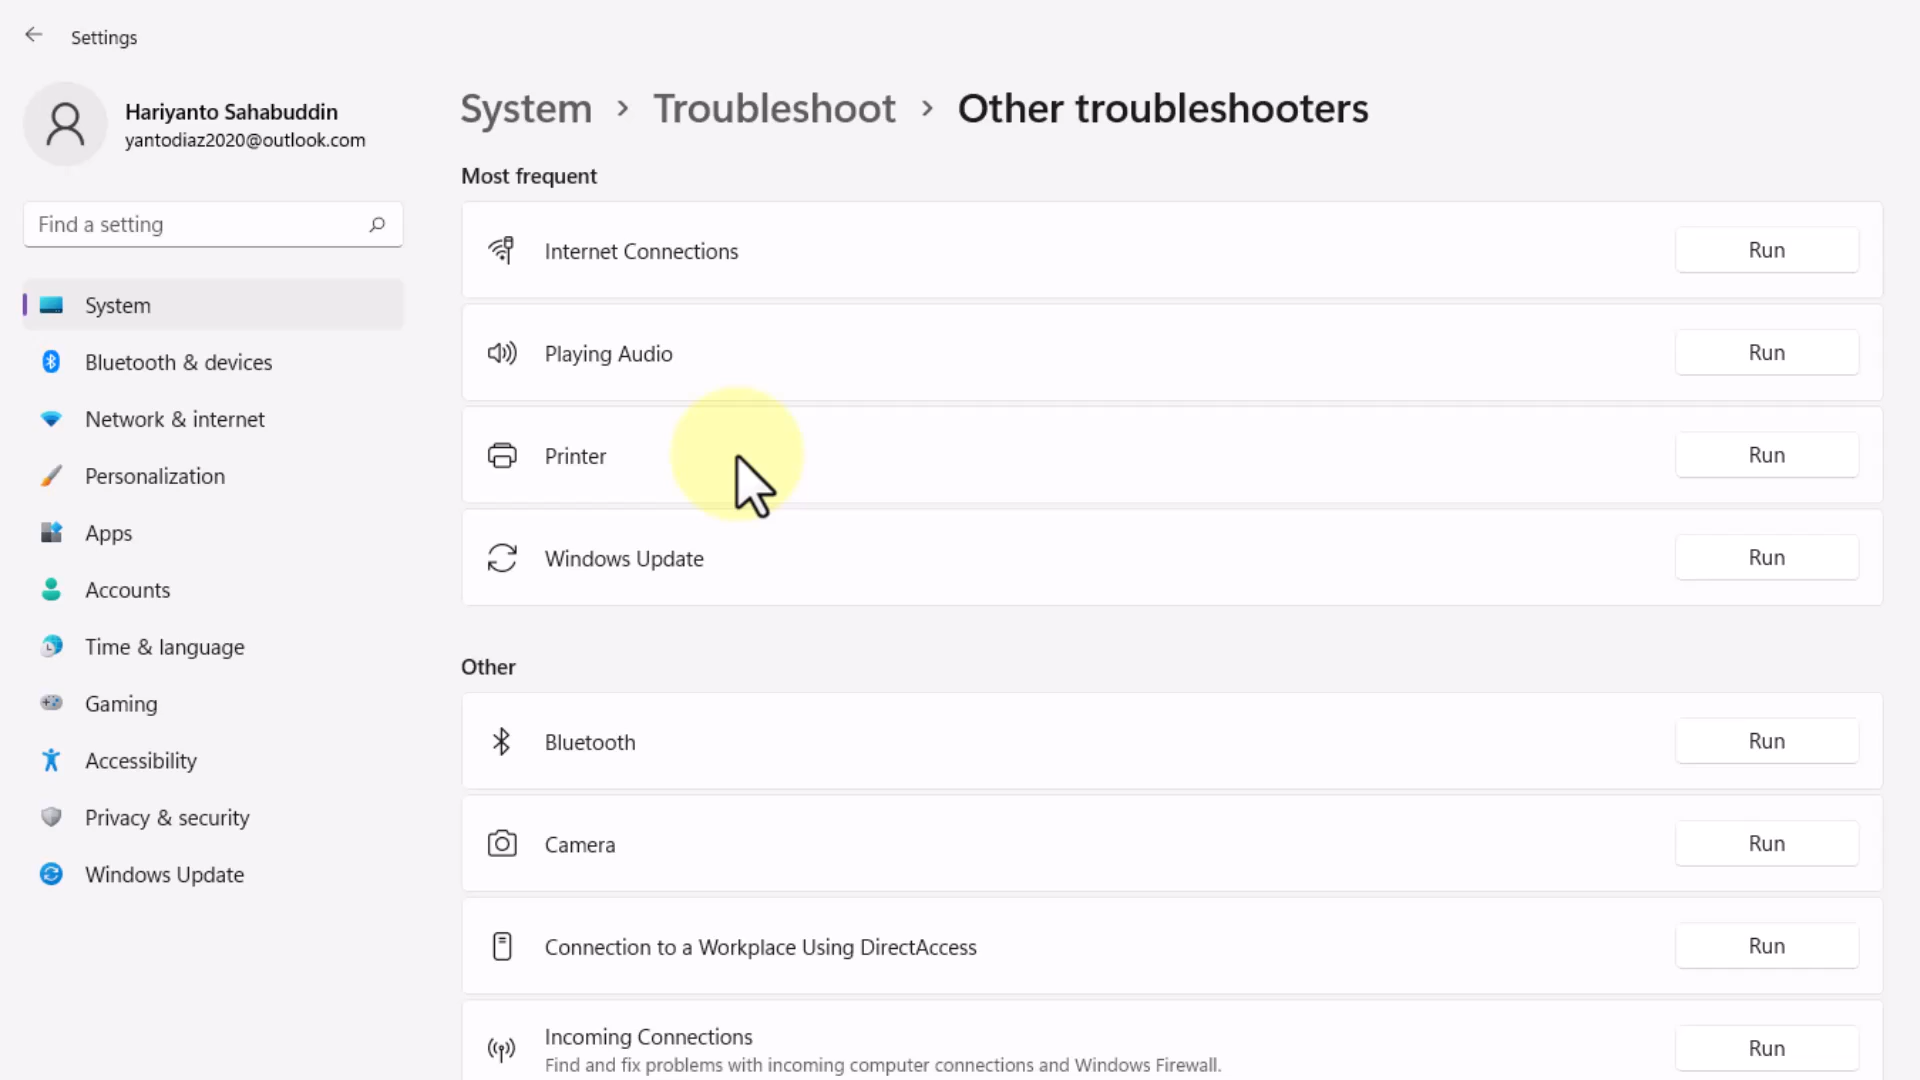 Settings
Hariyanto Sahabuddin
yantodiaz2020@outlook.com
Find a setting
System
Bluetooth & devices
Network & internet
Personalization
Apps
Accounts
Time & language
Gaming
Accessibility
Privacy & security
Windows Update
System > Troubleshoot > Other troubleshooters
Most frequent
Internet Connections Run
Playing Audio Run
Printer Run
Windows Update Run
Other
Bluetooth Run
Camera Run
Connection to a Workplace Using DirectAccess Run
Incoming Connections
Find and fix problems with incoming computer connections and Windows Firewall.
Run